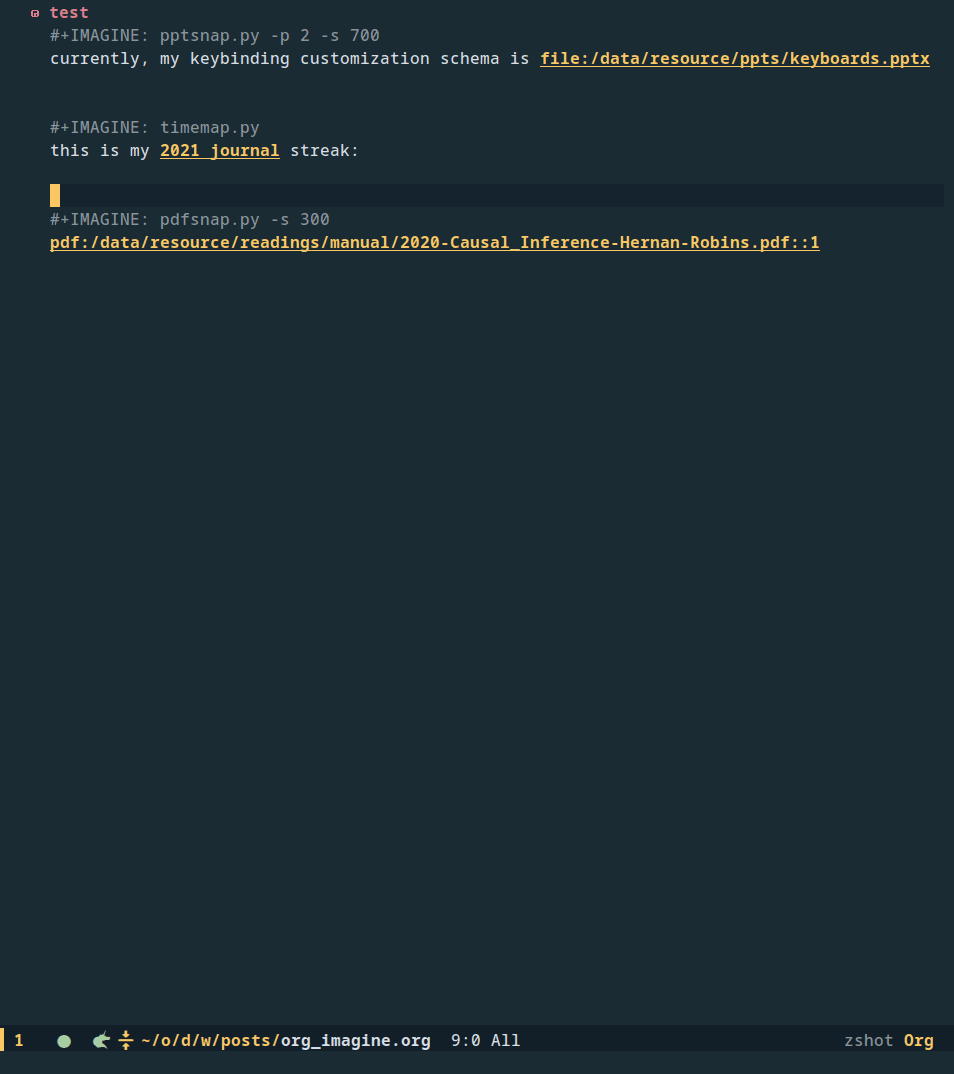 test
#+IMAGINE: pptsnap.py -p 2 -s 700
currently, my keybinding customization schema is file:/data/resource/ppts/keyboards.pptx
#+IMAGINE: timemap.py
this is my 2021 journal streak:
#+IMAGINE: pdfsnap.py -s 300
pdf:/data/resource/readings/manual/2020-Causal_Inference-Hernan-Robins.pdf::1
1 ~/o/d/w/posts/org_imagine.org 9:0 All zshot Org